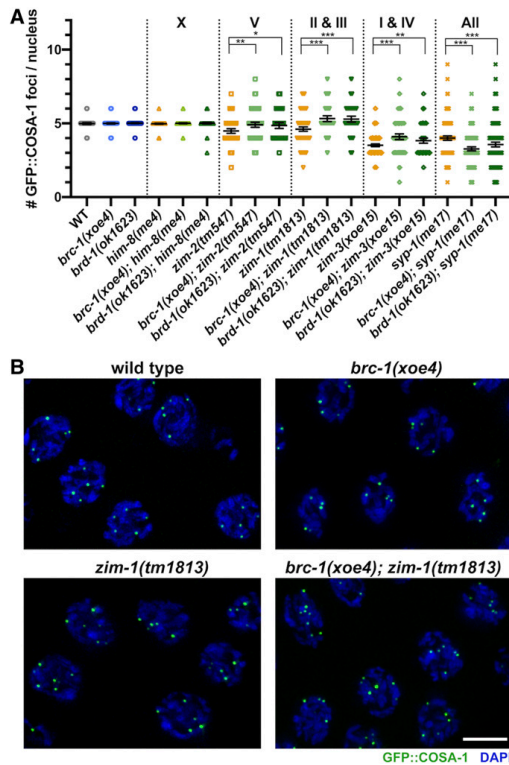 A
X V II & III I & IV All
# GFP::COSA-1 foci / nucleus
10
5
0
* *** ** ***
** *** *** ***
WT
brc-1(xoe4)
brd-1(ok1623)
him-8(me4)
brc-1(xoe4); him-8(me4)
brd-1(ok1623); him-8(me4)
zim-2(tm547)
brc-1(xoe4); zim-2(tm547)
brd-1(ok1623); zim-2(tm547)
zim-1(tm1813)
brc-1(xoe4); zim-1(tm1813)
brd-1(ok1623); zim-1(tm1813)
zim-3(xoe15)
brc-1(xoe4); zim-3(xoe15)
brd-1(ok1623); zim-3(xoe15)
syp-1(me17)
brc-1(xoe4); syp-1(me17)
brd-1(ok1623); syp-1(me17)
B
wild type brc-1(xoe4)
zim-1(tm1813) brc-1(xoe4); zim-1(tm1813)
GFP::COSA-1 DAP